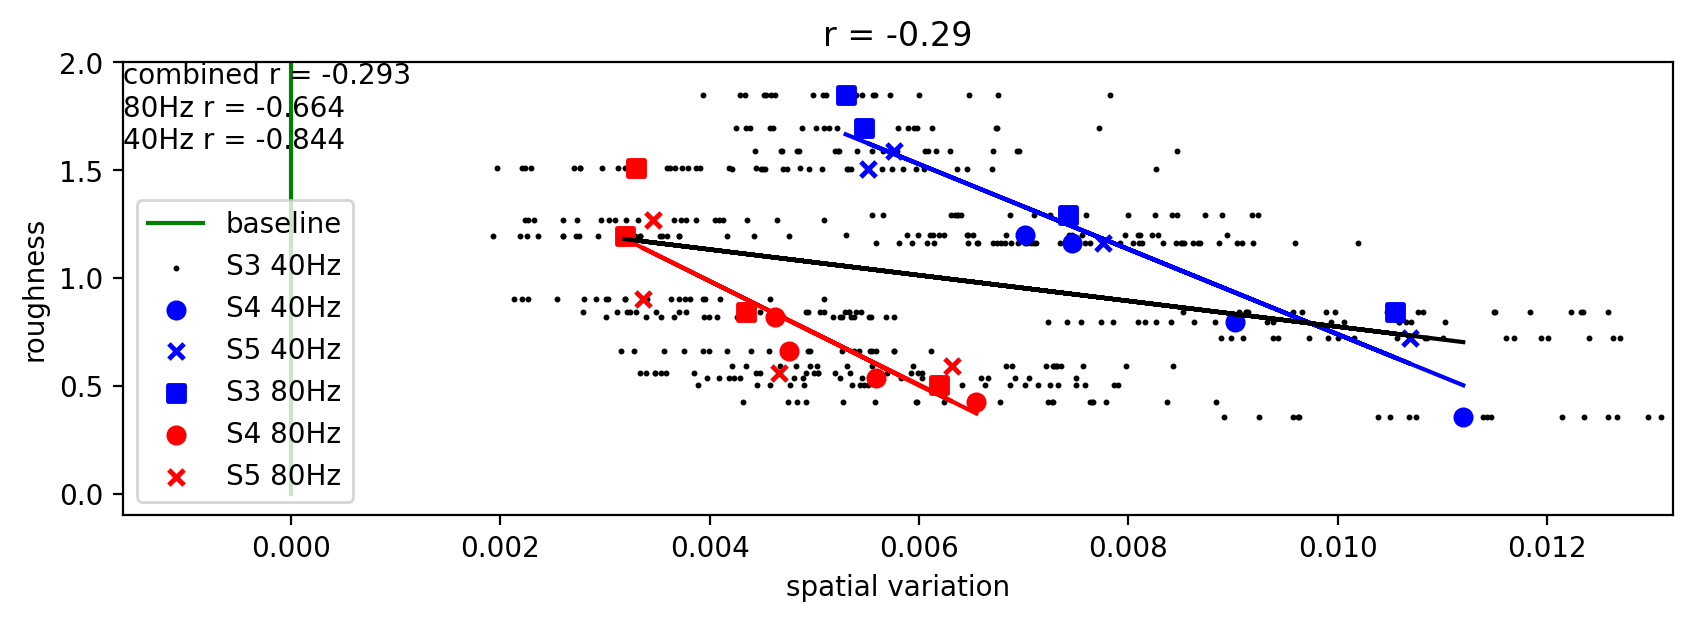 r = -0.29
combined r = -0.293
80Hz r = -0.664
40Hz r = -0.844
baseline
S3 40Hz
S4 40Hz
S5 40Hz
S3 80Hz
S4 80Hz
S5 80Hz
roughness
2.0
1.5
1.0
0.5
0.0
0.000 0.002 0.004 0.006 0.008 0.010 0.012
spatial variation